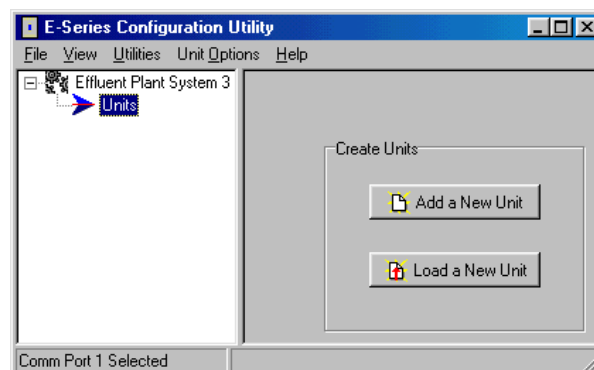 E-Series Configuration Utility
File View Utilities Unit Options Help
Effluent Plant System 3
Units
Create Units
Add a New Unit
Load a New Unit
Comm Port 1 Selected